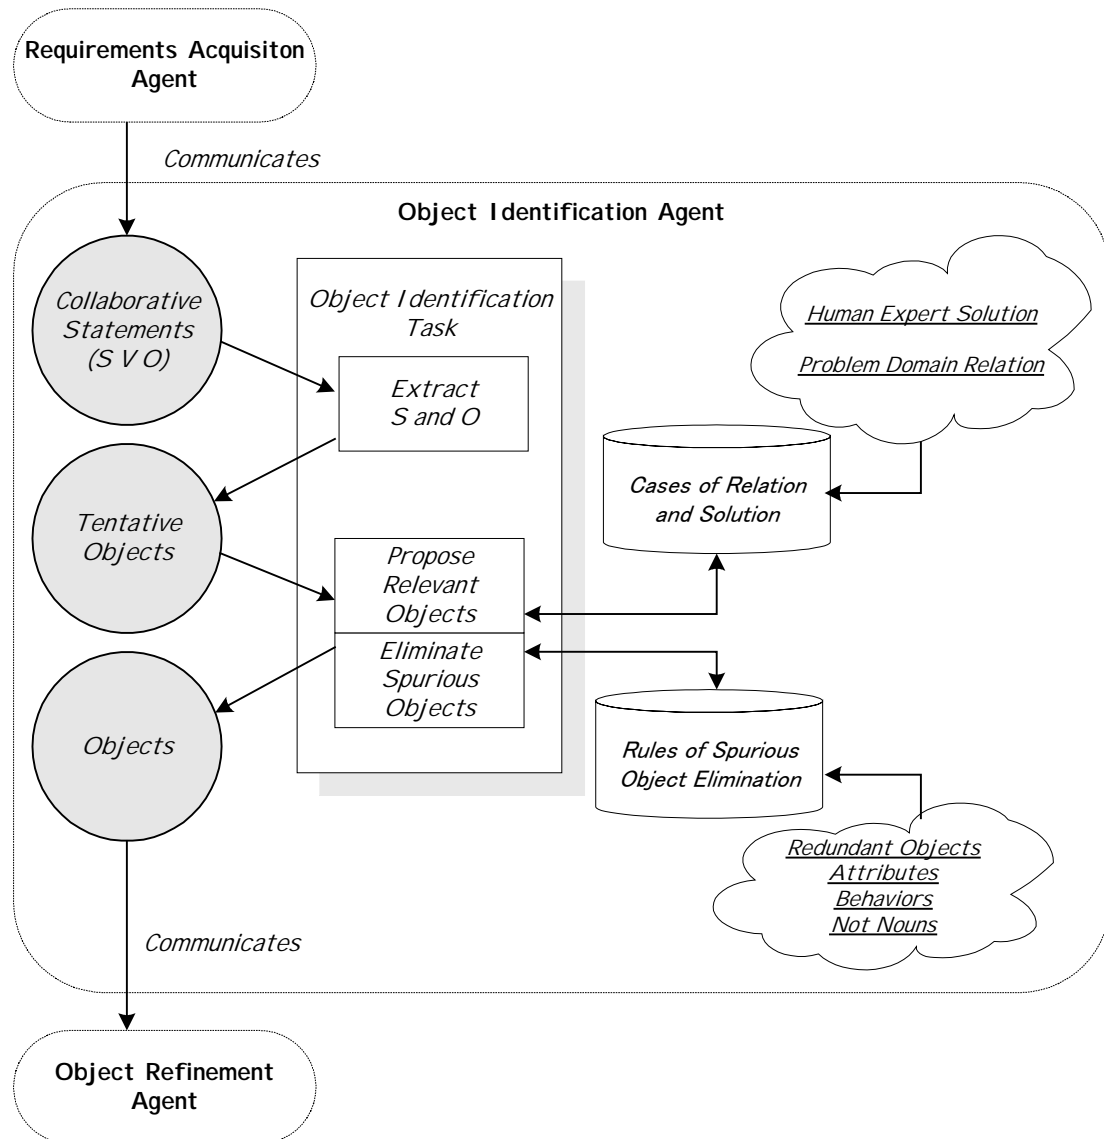 Requirements Acquisiton
Agent
Communicates
Object Identification Agent
Collaborative
Statements
(S V O)
Object Identification
Task
Extract
S and O
Human Expert Solution
Problem Domain Relation
Cases of Relation
and Solution
Tentative
Objects
Propose
Relevant
Objects
Eliminate
Spurious
Objects
Objects
Rules of Spurious
Object Elimination
Redundant Objects
Attributes
Behaviors
Not Nouns
Communicates
Object Refinement
Agent